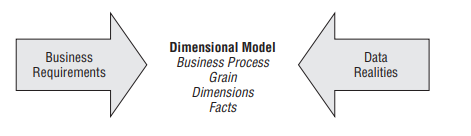 Business
Requirements
Dimensional Model
Business Process
Grain
Dimensions
Facts
Data
Realities